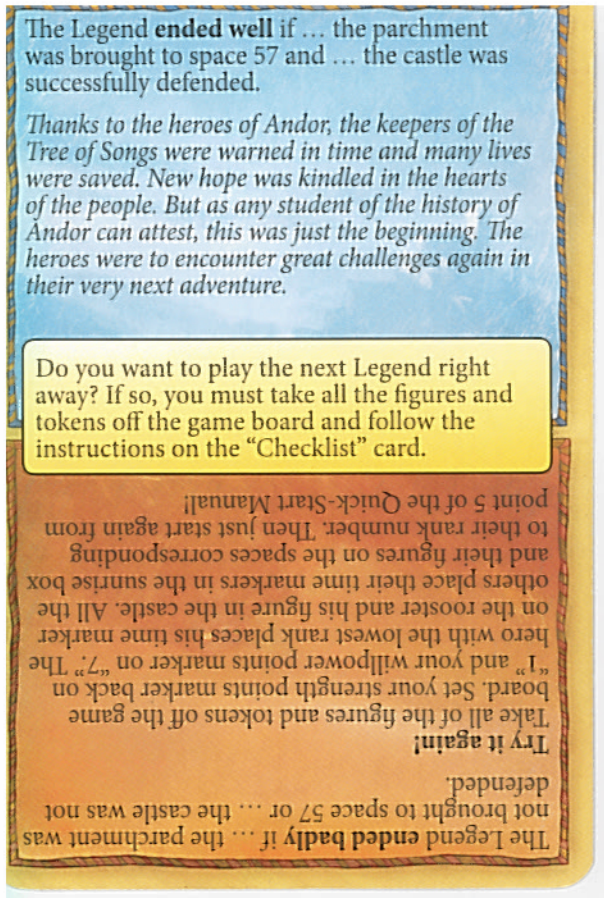 The Legend ended well if … the parchment
was brought to space 57 and … the castle was
successfully defended.
Thanks to the heroes of Andor, the keepers of the
Tree of Songs were warned in time and many lives
were saved. New hope was kindled in the hearts
of the people. But as any student of the history of
Andor can attest, this was just the beginning. The
heroes were to encounter great challenges again in
their very next adventure.
Do you want to play the next Legend right
away? If so, you must take all the figures and
tokens off the game board and follow the
instructions on the “Checklist” card.
The Legend ended badly if … the parchment was
not brought to space 57 or … the castle was not
defended.
Try it again!
Take all of the figures and tokens off the game
board. Set your strength points marker back on
“1” and your willpower points marker on “7.” The
hero with the lowest rank places his time marker
on the rooster and his figure in the castle. All the
others place their time markers in the sunrise box
and their figures on the spaces corresponding
to their rank number. Then just start again from
point 5 of the Quick-Start Manual!